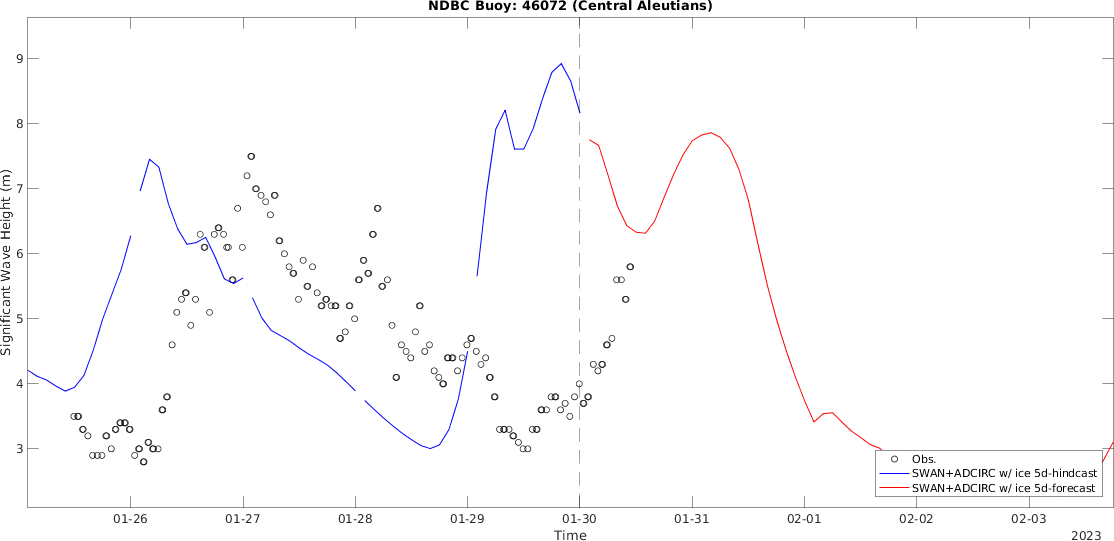 NDBC Buoy: 46072 (Central Aleutians)
Significant Wave Height (m)
9
8
7
6
5
4
3
Obs.
SWAN+ADCIRC w/ ice 5d-hindcast
SWAN+ADCIRC w/ ice 5d-forecast
01-26 01-27 01-28 01-29 01-30 01-31 02-01 02-02 02-03
Time
2023